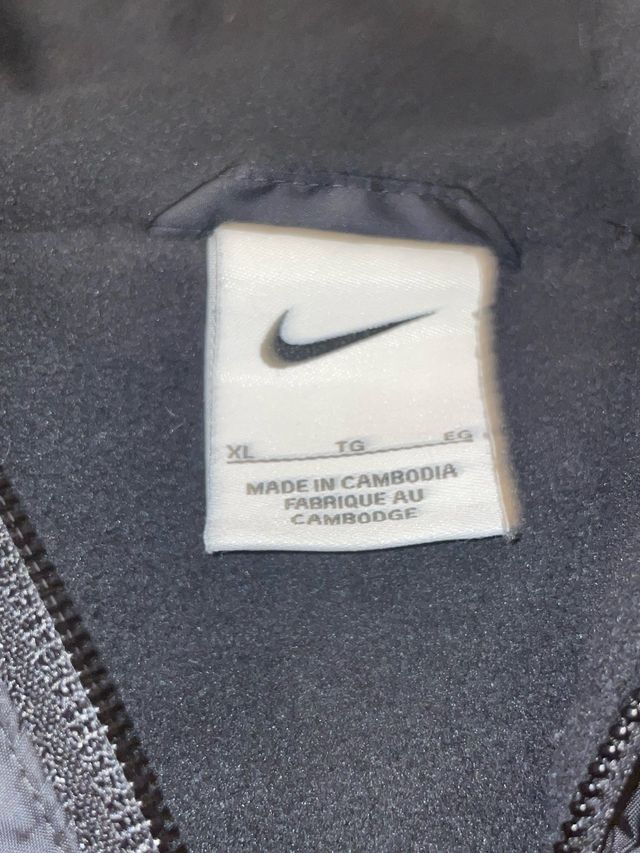 XL TG EG
MADE IN CAMBODIA
FABRIQUE AU
CAMBODGE